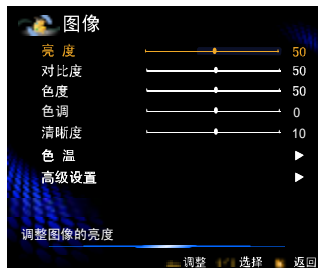 图像
亮 度 50
对比度 50
色度 50
色调 0
清晰度 10
色 温
高级设置
调整图像的亮度
调整 选择 返回